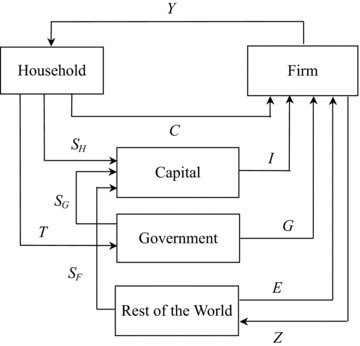 Y
Household
Firm
C
S_H
Capital
I
S_G
Government
G
T
S_F
Rest of the World
E
Z